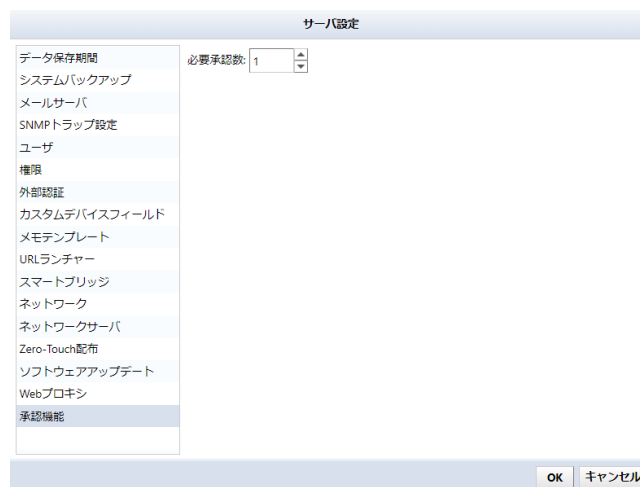 サーバ設定
データ保存期間
システムバックアップ
メールサーバ
SNMPトラップ設定
ユーザ
権限
外部認証
カスタムデバイスフィールド
メモテンプレート
URLランチャー
スマートブリッジ
ネットワーク
ネットワークサーバ
Zero-Touch配布
ソフトウェアアップデート
Webプロキシ
承認機能
必要承認数: 1
OK キャンセル